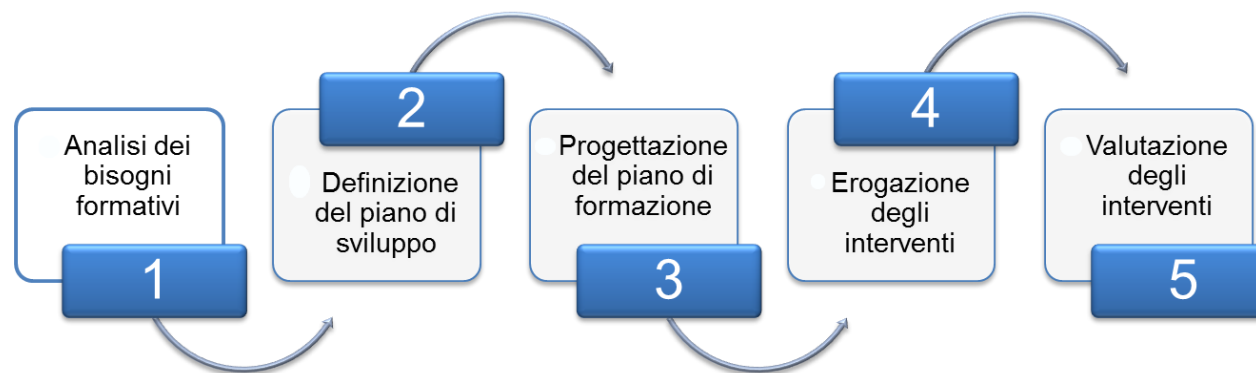 Analisi dei
bisogni
formativi
1
2
Definizione
del piano di
sviluppo
Progettazione
del piano di
formazione
3
4
Erogazione
degli
interventi
Valutazione
degli
interventi
5